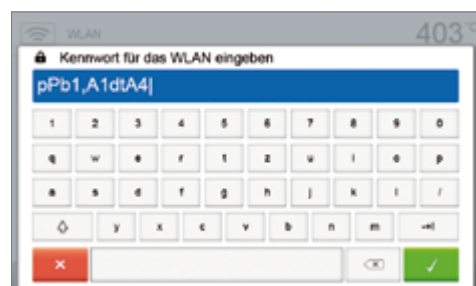 WLAN 403°C
Kennwort für das WLAN eingeben
pPb1,A1dtA4|
1 2 3 4 5 6 7 8 9 0
q w e r t z u i o p
a s d f g h j k l /
y x c v b n m